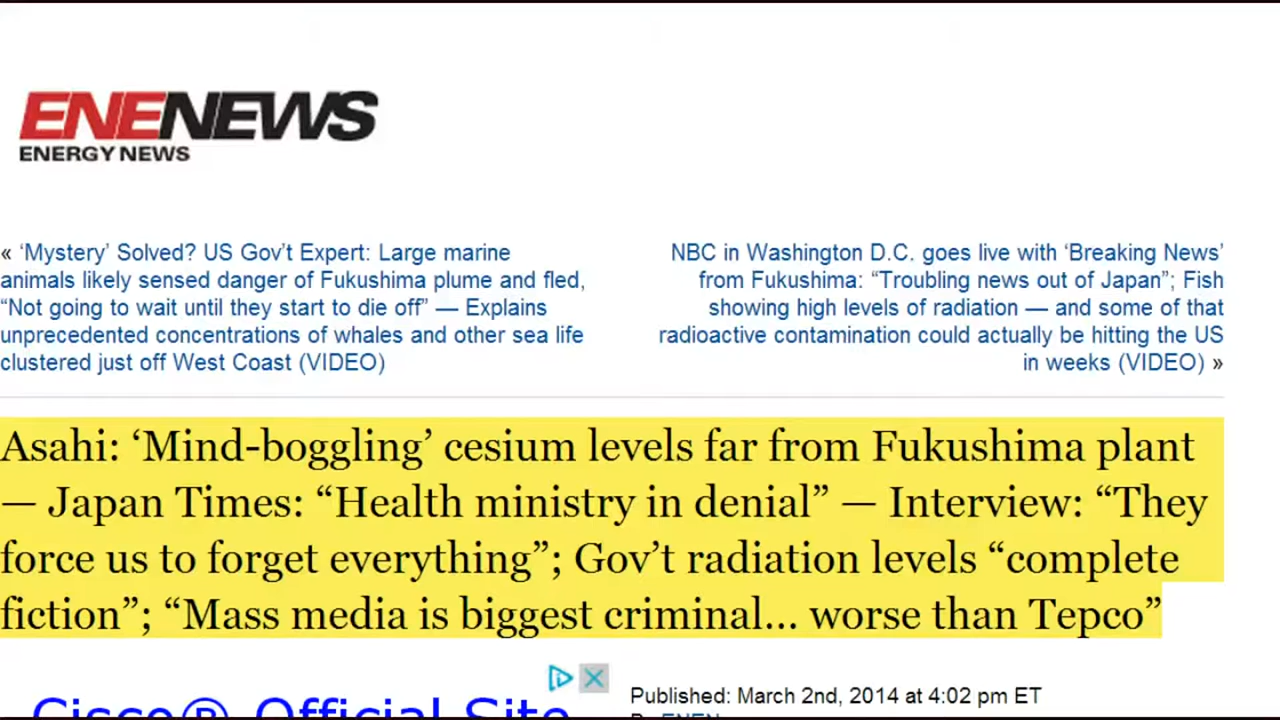 ENENEWS
ENERGY NEWS
« ‘Mystery’ Solved? US Gov’t Expert: Large marine
animals likely sensed danger of Fukushima plume and fled,
“Not going to wait until they start to die off” — Explains
unprecedented concentrations of whales and other sea life
clustered just off West Coast (VIDEO)
NBC in Washington D.C. goes live with ‘Breaking News’
from Fukushima: “Troubling news out of Japan”; Fish
showing high levels of radiation — and some of that
radioactive contamination could actually be hitting the US
in weeks (VIDEO) »
Asahi: ‘Mind-boggling’ cesium levels far from Fukushima plant
— Japan Times: “Health ministry in denial” — Interview: “They
force us to forget everything”; Gov’t radiation levels “complete
fiction”; “Mass media is biggest criminal... worse than Tepco”
Cisco® Official Site
Published: March 2nd, 2014 at 4:02 pm ET
By ENEN